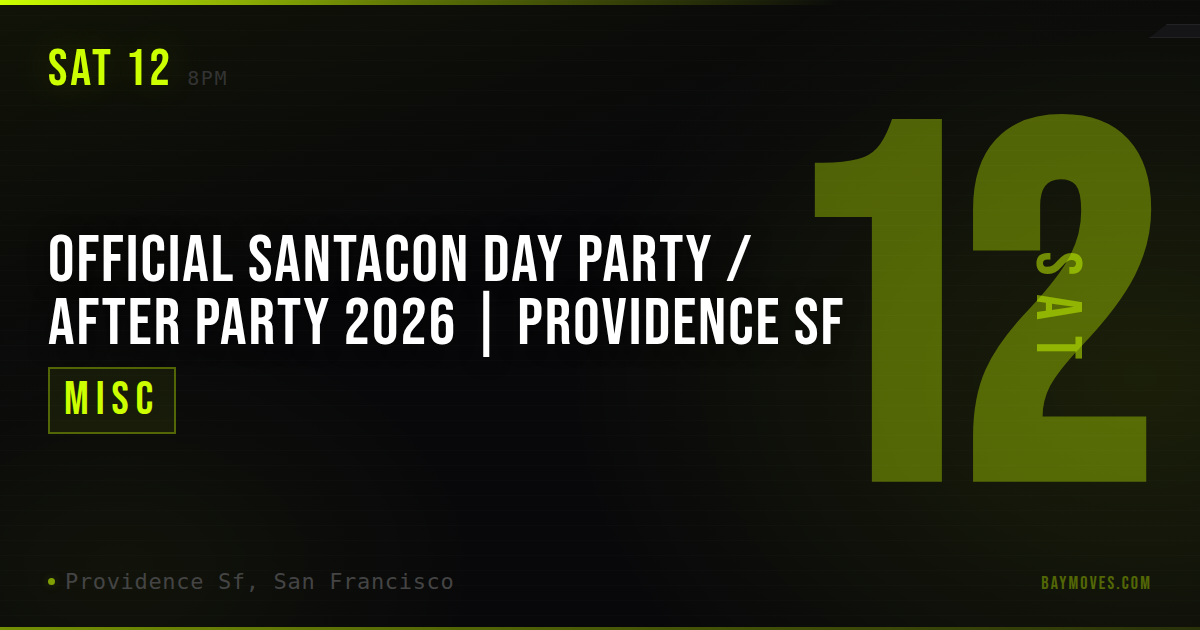 SAT 12 8PM
OFFICIAL SANTACON DAY PARTY /
AFTER PARTY 2026 | PROVIDENCE SF
MISC
12
SAT
Providence Sf, San Francisco
BAYMOVES.COM